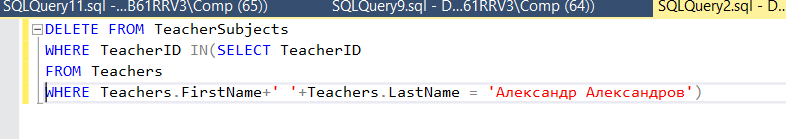 SQLQuery11.sql -...B61RRV3\Comp (65)) SQLQuery9.sql - D...61RRV3\Comp (64)) SQLQuery2.sql - D...
DELETE FROM TeacherSubjects
WHERE TeacherID IN(SELECT TeacherID
FROM Teachers
WHERE Teachers.FirstName+' '+Teachers.LastName = 'Александр Александров')